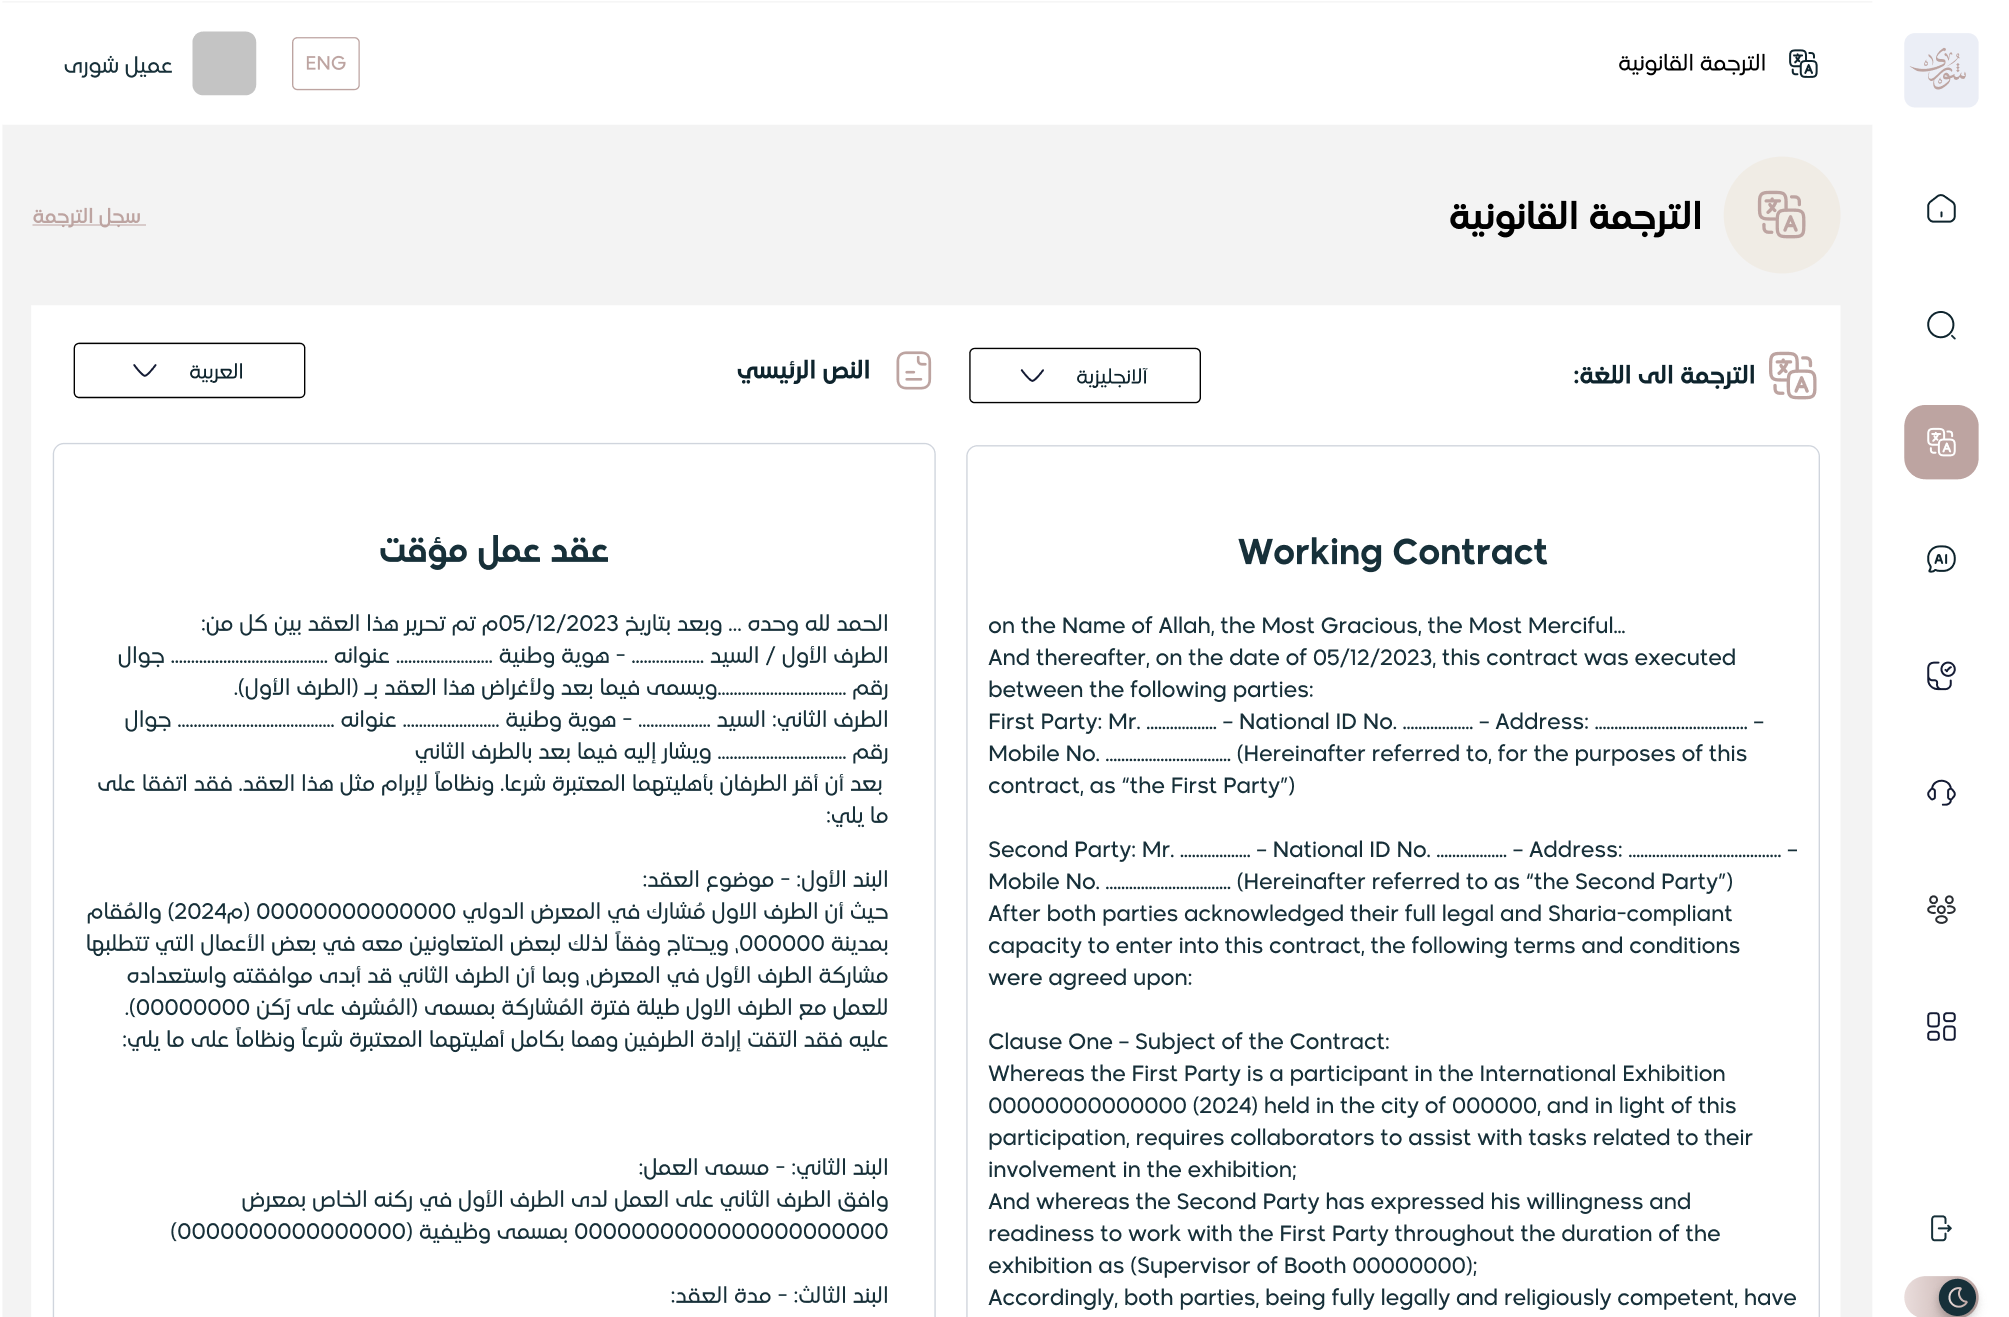 شورى
الترجمة القانونية
ENG
عميل شورى
الترجمة القانونية
سجل الترجمة
الترجمة الى اللغة:
آلانجليزية
النص الرئيسي
العربية
Working Contract
on the Name of Allah, the Most Gracious, the Most Merciful...
And thereafter, on the date of 05/12/2023, this contract was executed
between the following parties:
First Party: Mr. .................. – National ID No. .................. – Address: ....................................... –
Mobile No. ................................ (Hereinafter referred to, for the purposes of this
contract, as “the First Party”)
Second Party: Mr. .................. – National ID No. .................. – Address: ....................................... –
Mobile No. ................................ (Hereinafter referred to as “the Second Party”)
After both parties acknowledged their full legal and Sharia-compliant
capacity to enter into this contract, the following terms and conditions
were agreed upon:
Clause One – Subject of the Contract:
Whereas the First Party is a participant in the International Exhibition
00000000000000 (2024) held in the city of 000000, and in light of this
participation, requires collaborators to assist with tasks related to their
involvement in the exhibition;
And whereas the Second Party has expressed his willingness and
readiness to work with the First Party throughout the duration of the
exhibition as (Supervisor of Booth 00000000);
Accordingly, both parties, being fully legally and religiously competent, have
عقد عمل مؤقت
الحمد لله وحده ... وبعد بتاريخ 05/12/2023م تم تحرير هذا العقد بين كل من:
الطرف الأول / السيد .................. - هوية وطنية ........................ عنوانه ....................................... جوال
رقم ................................ويسمى فيما بعد ولأغراض هذا العقد بـ (الطرف الأول).
الطرف الثاني: السيد .................. - هوية وطنية ........................ عنوانه ....................................... جوال
رقم ................................ ويشار إليه فيما بعد بالطرف الثاني
بعد أن أقر الطرفان بأهليتهما المعتبرة شرعا. ونظاماً لإبرام مثل هذا العقد. فقد اتفقا على
ما يلي:
البند الأول: - موضوع العقد:
حيث أن الطرف الاول مُشارك في المعرض الدولي 00000000000000 (2024م) والمُقام
بمدينة 000000, ويحتاج وفقاً لذلك لبعض المتعاونين معه في بعض الأعمال التي تتطلبها
مشاركة الطرف الأول في المعرض, وبما أن الطرف الثاني قد أبدى موافقته واستعداده
للعمل مع الطرف الاول طيلة فترة المُشاركة بمسمى (المُشرف على رَكن 00000000).
عليه فقد التقت إرادة الطرفين وهما بكامل أهليتهما المعتبرة شرعاً ونظاماً على ما يلي:
البند الثاني: - مسمى العمل:
وافق الطرف الثاني على العمل لدى الطرف الأول في ركنه الخاص بمعرض
0000000000000000000000 بمسمى وظيفية (0000000000000000)
البند الثالث: - مدة العقد:
AI